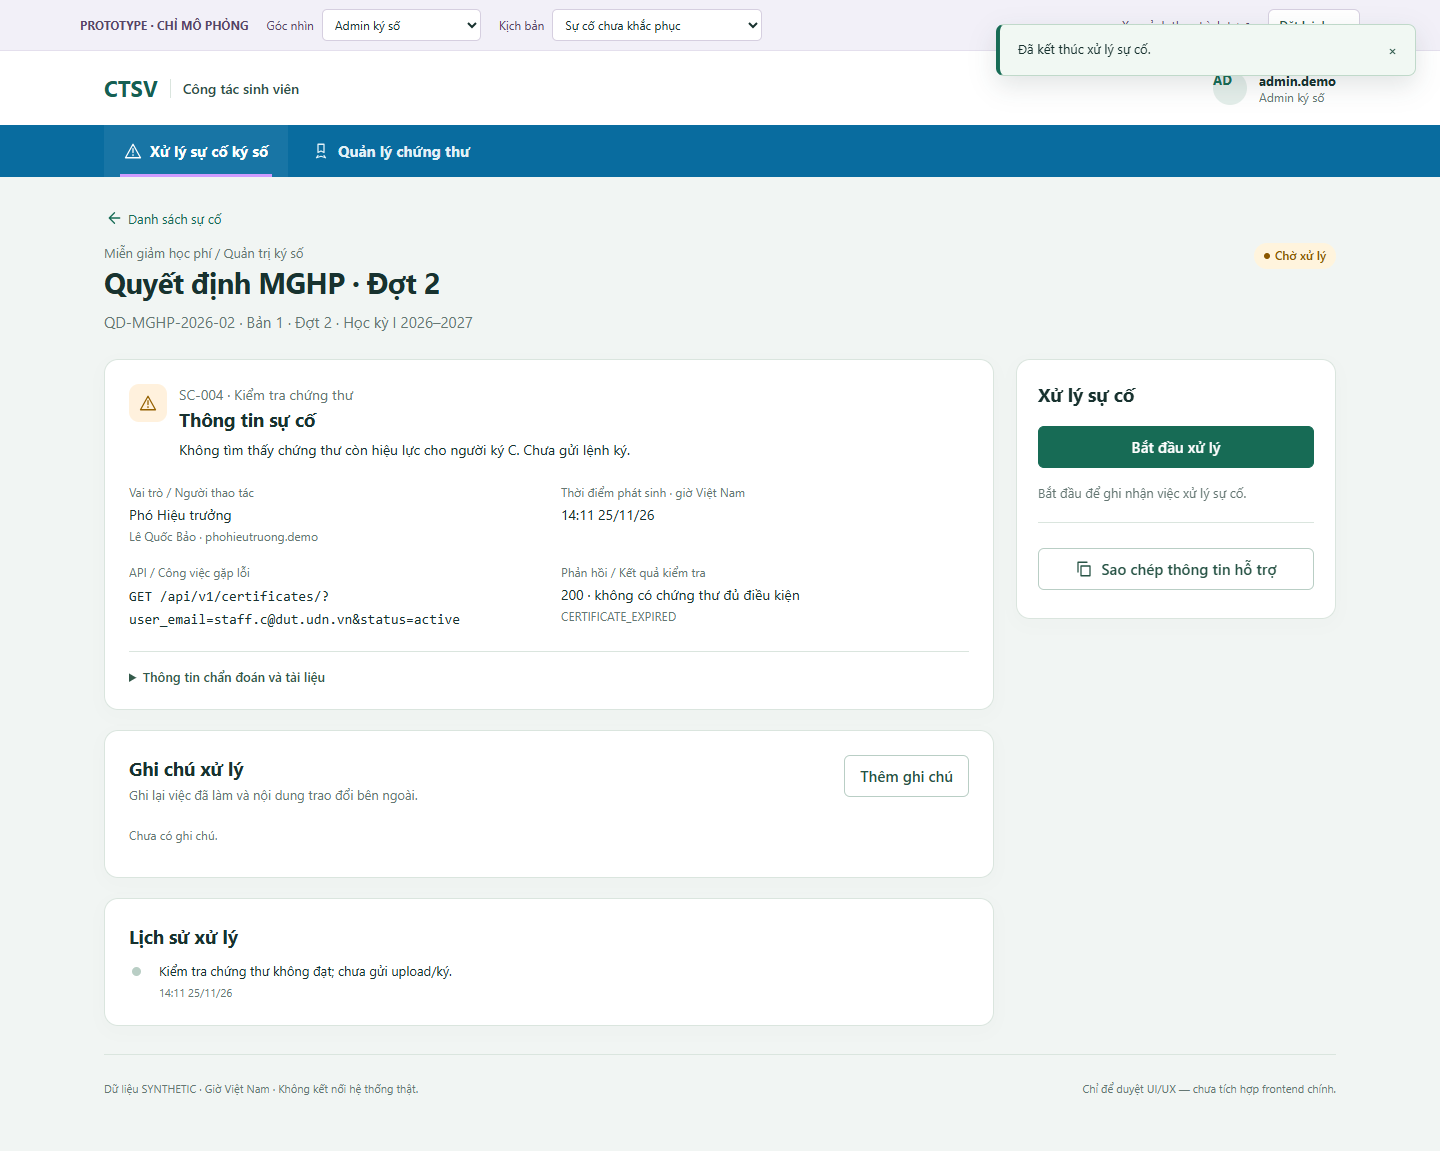 PROTOTYPE · CHỈ MÔ PHỎNG
Góc nhìn
Admin ký số
Kịch bản
Sự cố chưa khắc phục
Đã kết thúc xử lý sự cố.
×
CTSV
Công tác sinh viên
AD
admin.demo
Admin ký số
Xử lý sự cố ký số
Quản lý chứng thư
Danh sách sự cố
Miễn giảm học phí / Quản trị ký số
Chờ xử lý
Quyết định MGHP · Đợt 2
QD-MGHP-2026-02 · Bản 1 · Đợt 2 · Học kỳ I 2026–2027
SC-004 · Kiểm tra chứng thư
Thông tin sự cố
Không tìm thấy chứng thư còn hiệu lực cho người ký C. Chưa gửi lệnh ký.
Vai trò / Người thao tác
Phó Hiệu trưởng
Lê Quốc Bảo · phohieutruong.demo
Thời điểm phát sinh · giờ Việt Nam
14:11 25/11/26
API / Công việc gặp lỗi
GET /api/v1/certificates/?
user_email=staff.c@dut.udn.vn&status=active
Phản hồi / Kết quả kiểm tra
200 · không có chứng thư đủ điều kiện
CERTIFICATE_EXPIRED
Thông tin chẩn đoán và tài liệu
Xử lý sự cố
Bắt đầu xử lý
Bắt đầu để ghi nhận việc xử lý sự cố.
Sao chép thông tin hỗ trợ
Ghi chú xử lý
Ghi lại việc đã làm và nội dung trao đổi bên ngoài.
Thêm ghi chú
Chưa có ghi chú.
Lịch sử xử lý
Kiểm tra chứng thư không đạt; chưa gửi upload/ký.
14:11 25/11/26
Dữ liệu SYNTHETIC · Giờ Việt Nam · Không kết nối hệ thống thật.
Chỉ để duyệt UI/UX — chưa tích hợp frontend chính.